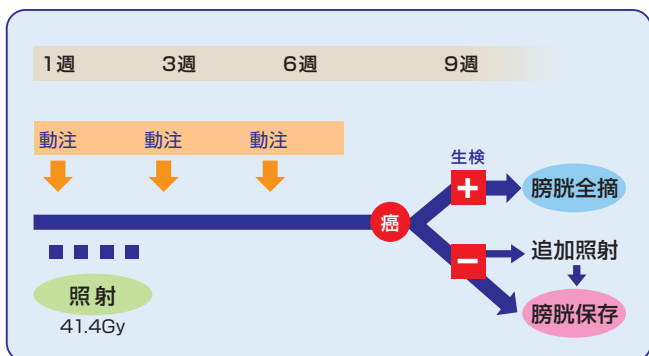 1週 3週 6週 9週
動注 動注 動注
生検
+ 膀胱全摘
癌
− 追加照射
照射
膀胱保存
41.4Gy